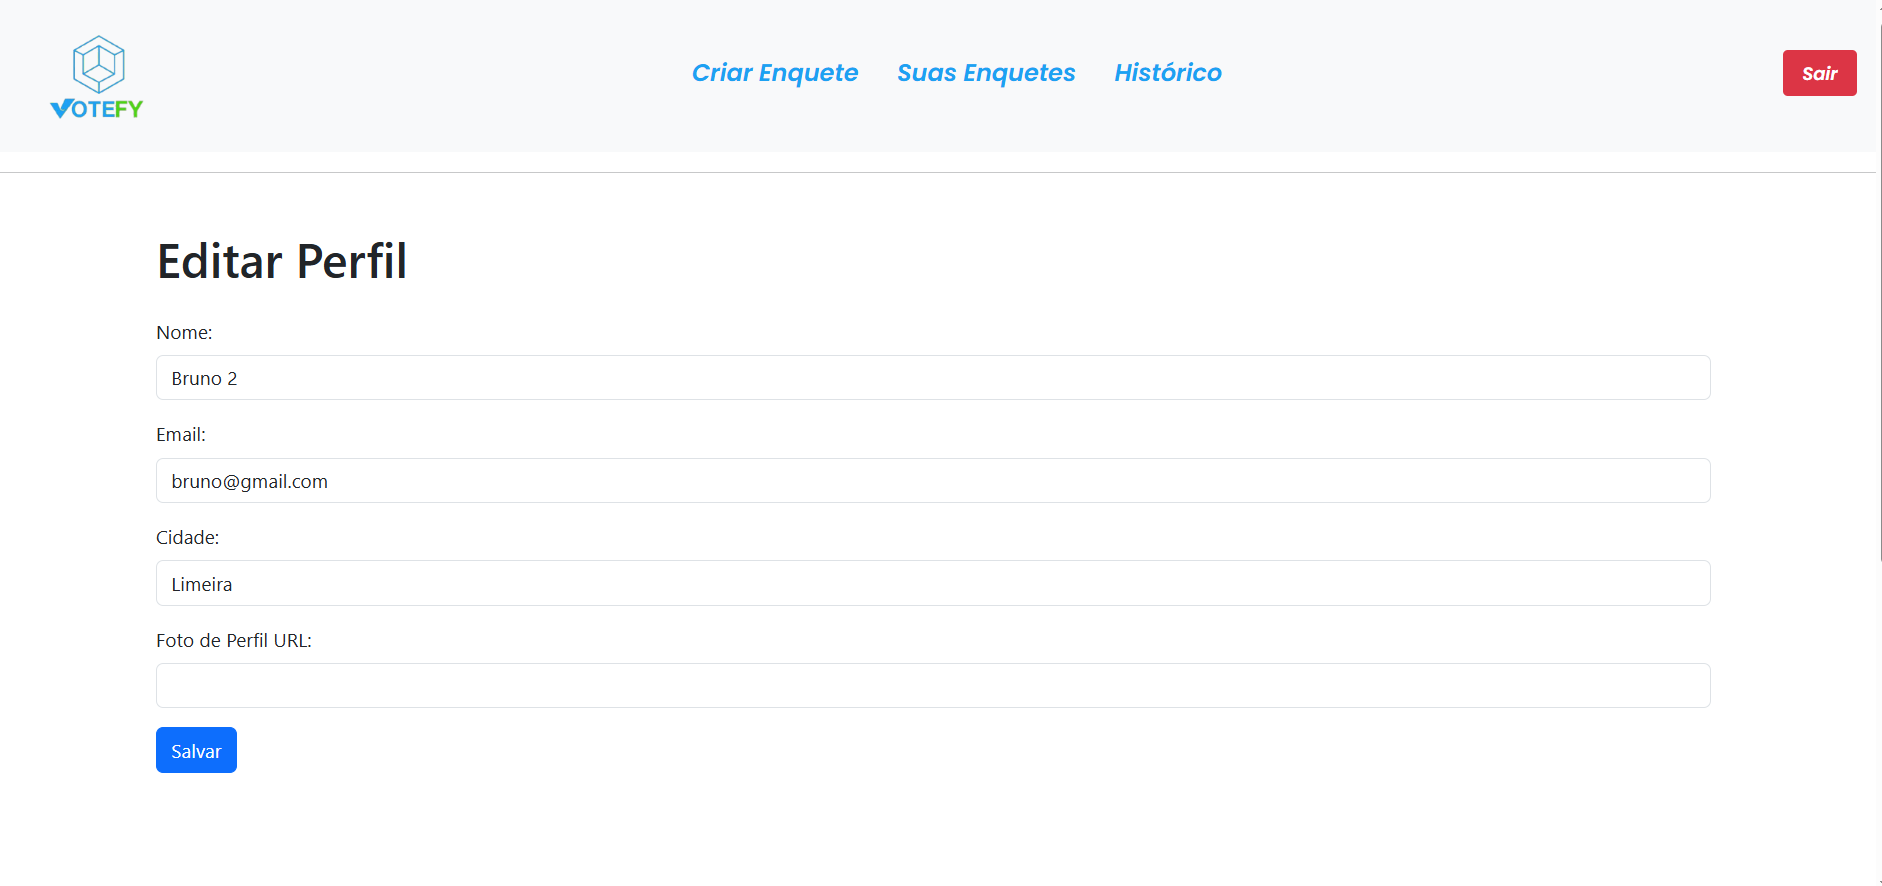 VOTEFY
Criar Enquete Suas Enquetes Histórico
Sair
Editar Perfil
Nome:
Bruno 2
Email:
bruno@gmail.com
Cidade:
Limeira
Foto de Perfil URL:
Salvar